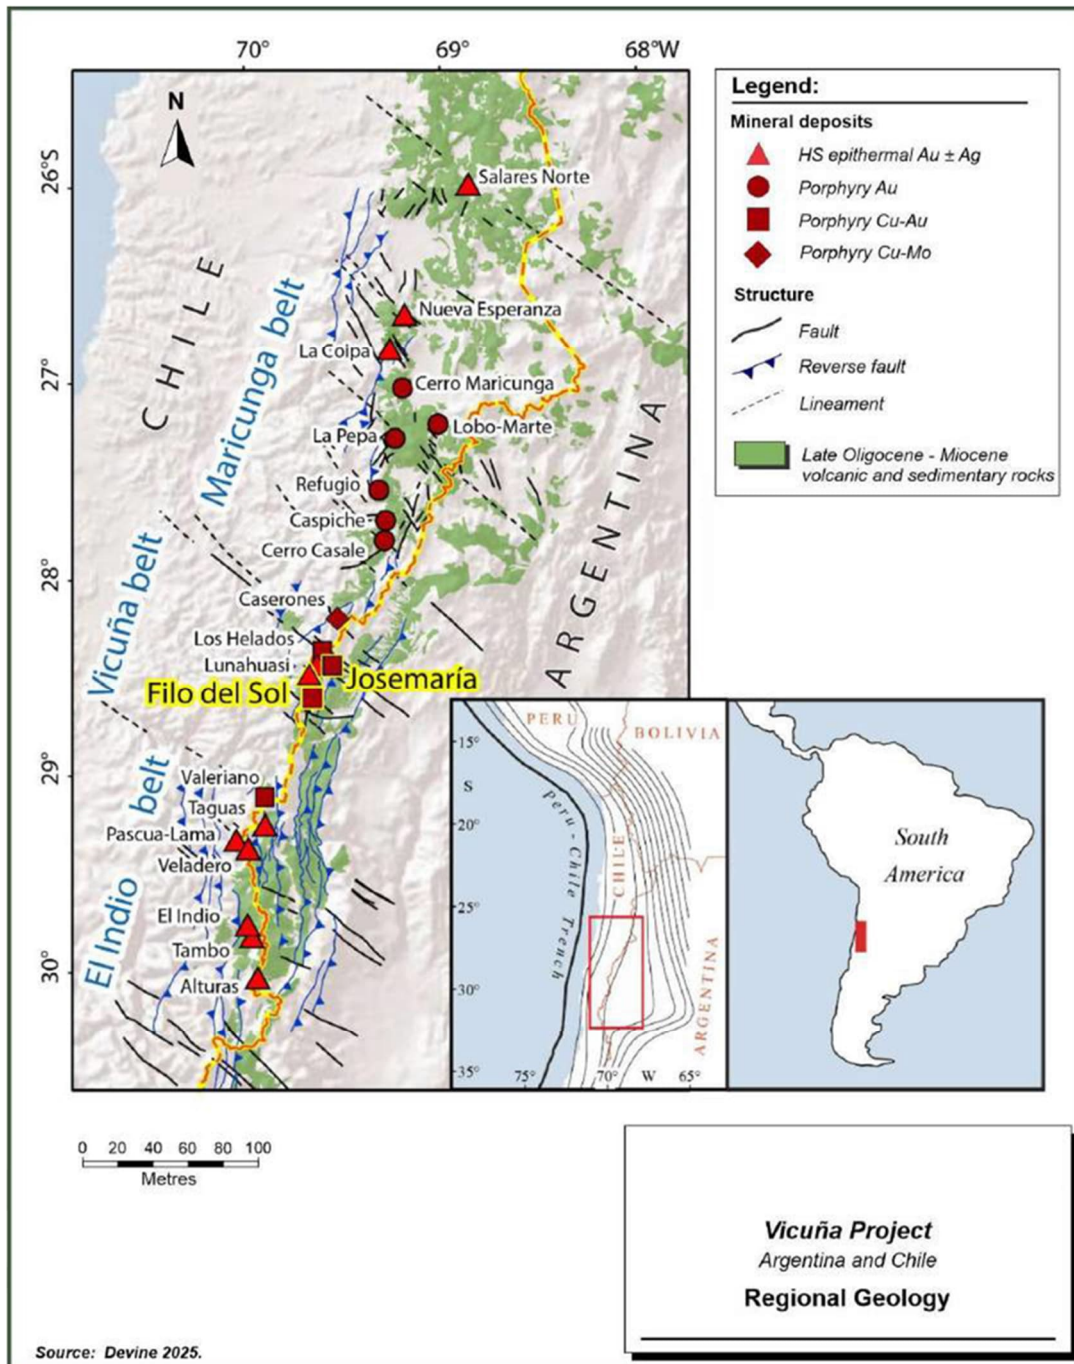 70°
69°
68°W
N
26°S
27°
28°
29°
30°
CHILE
ARGENTINA
Maricunga belt
Vicuña belt
El Indio belt
Salares Norte
Nueva Esperanza
La Coipa
Cerro Maricunga
Lobo-Marte
La Pepa
Refugio
Caspiche
Cerro Casale
Caserones
Los Helados
Lunahuasi
Josemaría
Filo del Sol
Valeriano
Taguas
Pascua-Lama
Veladero
El Indio
Tambo
Alturas
Legend:
Mineral deposits
HS epithermal Au ± Ag
Porphyry Au
Porphyry Cu-Au
Porphyry Cu-Mo
Structure
Fault
Reverse fault
Lineament
Late Oligocene - Miocene
volcanic and sedimentary rocks
PERU
BOLIVIA
15°
S
20°
25°
30°
35°
Peru - Chile Trench
CHILE
ARGENTINA
75°
70°
W
65°
South
America
0 20 40 60 80 100
Metres
Vicuña Project
Argentina and Chile
Regional Geology
Source: Devine 2025.